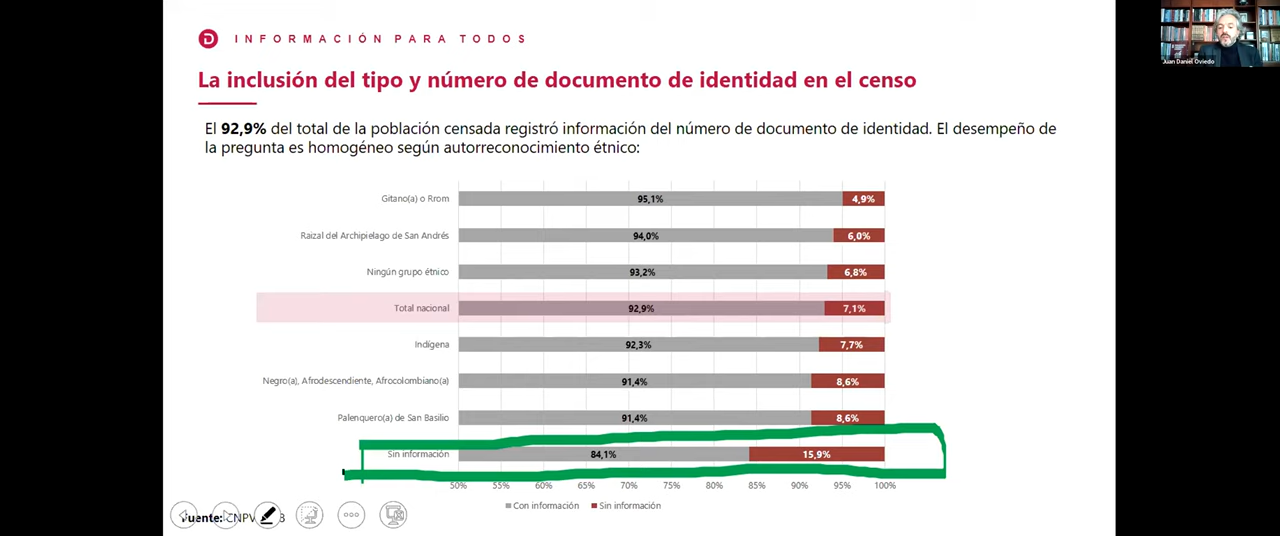 INFORMACIÓN PARA TODOS
Juan Daniel Oviedo
La inclusión del tipo y número de documento de identidad en el censo
El 92,9% del total de la población censada registró información del número de documento de identidad. El desempeño de
la pregunta es homogéneo según autorreconocimiento étnico:
Gitano(a) o Rrom 95,1% 4,9%
Raizal del Archipielago de San Andrés 94,0% 6,0%
Ningún grupo étnico 93,2% 6,8%
Total nacional 92,9% 7,1%
Indígena 92,3% 7,7%
Negro(a), Afrodescendiente, Afrocolombiano(a) 91,4% 8,6%
Palenquero(a) de San Basilio 91,4% 8,6%
Sin información 84,1% 15,9%
50% 55% 60% 65% 70% 75% 80% 85% 90% 95% 100%
Con información Sin información
Fuente: